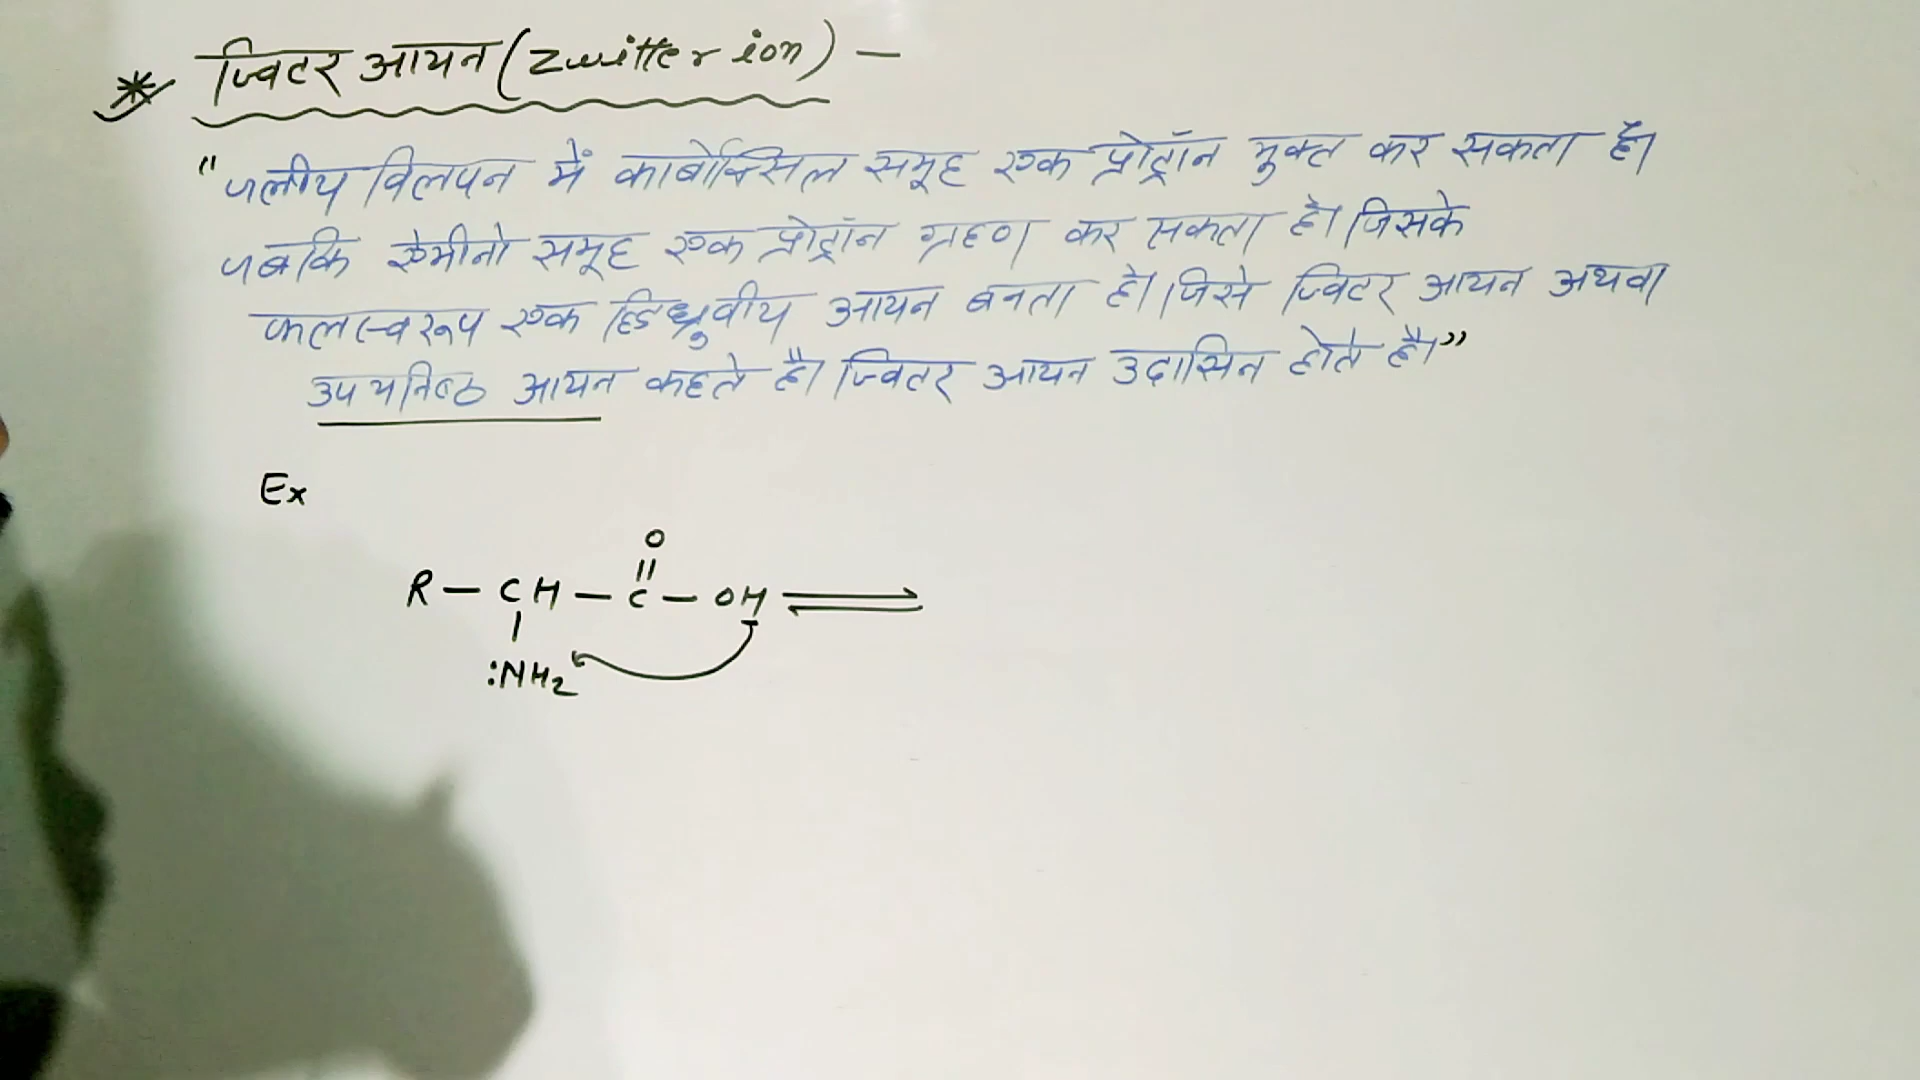 * ज्विटर आयन (Zwitter ion) —
"जलीय विलयन में कार्बोक्सिल समूह एक प्रोट्रॉन मुक्त कर सकता है।
जबकि ऐमीनो समूह एक प्रोट्रॉन ग्रहण कर सकता है। जिसके
फलस्वरूप एक द्विध्रुवीय आयन बनता है। जिसे ज्विटर आयन अथवा
उभयनिष्ठ आयन कहते है। ज्विटर आयन उदासिन होते है।"
Ex
O
||
R — CH — C — OH ⇌
|
:NH2